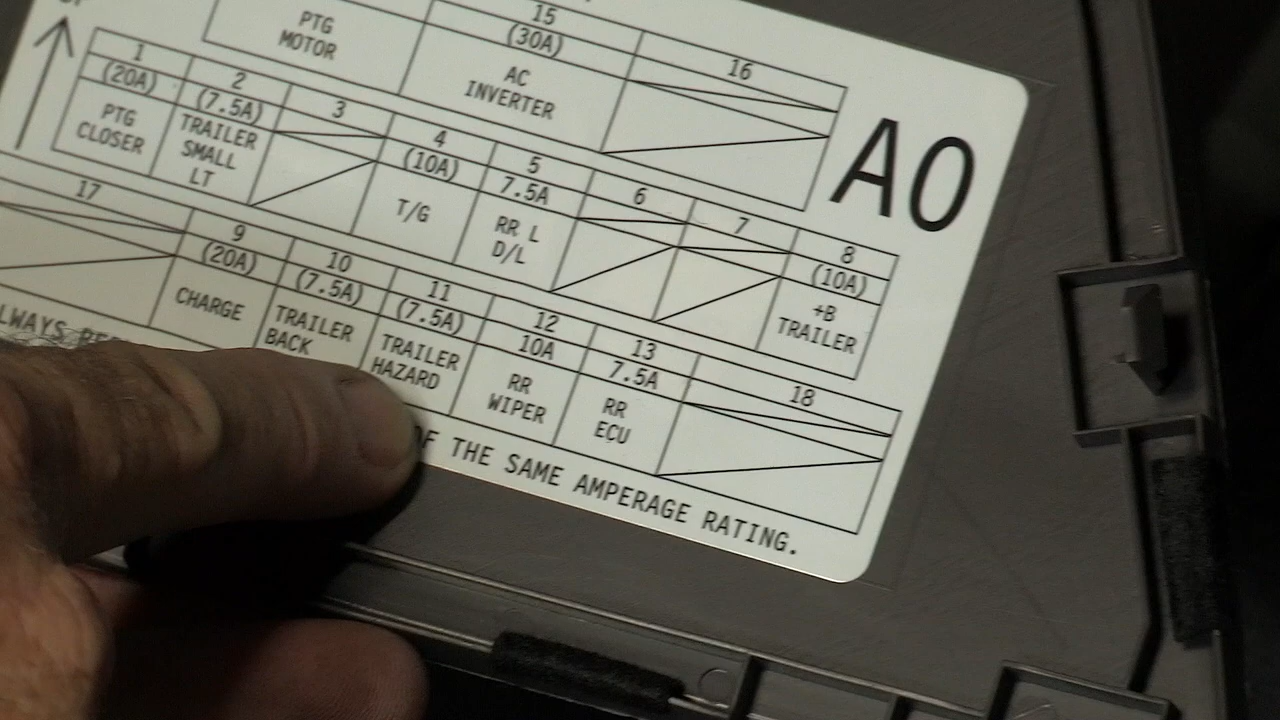 15 16
(30A)
PTG MOTOR
AC INVERTER
A0
1 2 3 4 5 6 7 8
(20A) (7.5A) (10A) 7.5A (10A)
PTG CLOSER
TRAILER SMALL LT
T/G
RR L D/L
+B TRAILER
17 9 10 11 12 13 18
(20A) (7.5A) (7.5A) 10A 7.5A
CHARGE
TRAILER BACK
TRAILER HAZARD
RR WIPER
RR ECU
OF THE SAME AMPERAGE RATING.